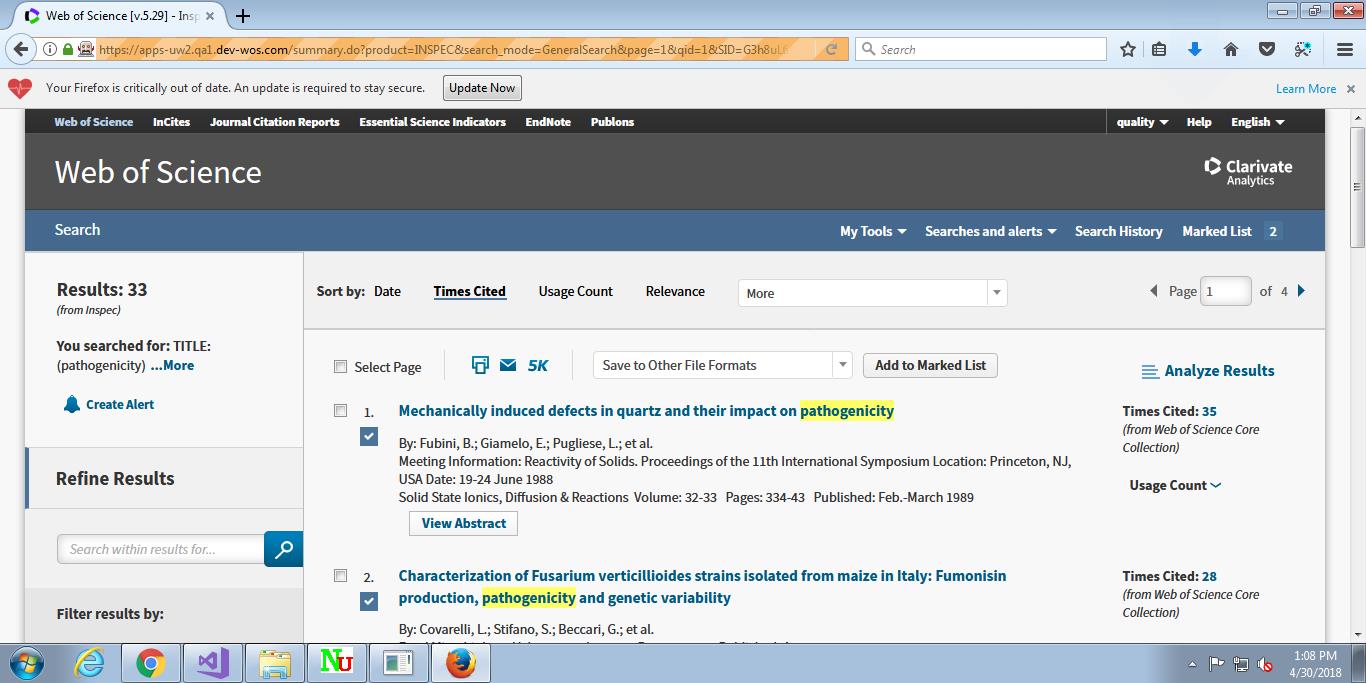 Web of Science [v.5.29] - Insp
https://apps-uw2.qa1.dev-wos.com/summary.do?product=INSPEC&search_mode=GeneralSearch&page=1&qid=1&SID=G3h8uL
Search
Your Firefox is critically out of date. An update is required to stay secure. Update Now Learn More
Web of Science InCites Journal Citation Reports Essential Science Indicators EndNote Publons quality Help English
Web of Science
Clarivate
Analytics
Search My Tools Searches and alerts Search History Marked List 2
Results: 33
(from Inspec)
You searched for: TITLE:
(pathogenicity) ...More
Create Alert
Refine Results
Search within results for...
Filter results by:
Sort by: Date Times Cited Usage Count Relevance More Page 1 of 4
Select Page 5K Save to Other File Formats Add to Marked List
Analyze Results
1. Mechanically induced defects in quartz and their impact on pathogenicity
By: Fubini, B.; Giamelo, E.; Pugliese, L.; et al.
Meeting Information: Reactivity of Solids. Proceedings of the 11th International Symposium Location: Princeton, NJ,
USA Date: 19-24 June 1988
Solid State Ionics, Diffusion & Reactions Volume: 32-33 Pages: 334-43 Published: Feb.-March 1989
View Abstract
Times Cited: 35
(from Web of Science Core
Collection)
Usage Count
2. Characterization of Fusarium verticillioides strains isolated from maize in Italy: Fumonisin
production, pathogenicity and genetic variability
By: Covarelli, L.; Stifano, S.; Beccari, G.; et al.
Times Cited: 28
(from Web of Science Core
Collection)
Nu
1:08 PM
4/30/2018